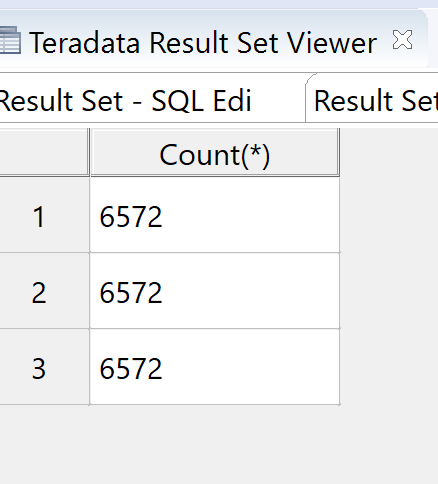 Teradata Result Set Viewer
Result Set - SQL Edi Result Set
Count(*)
1 6572
2 6572
3 6572